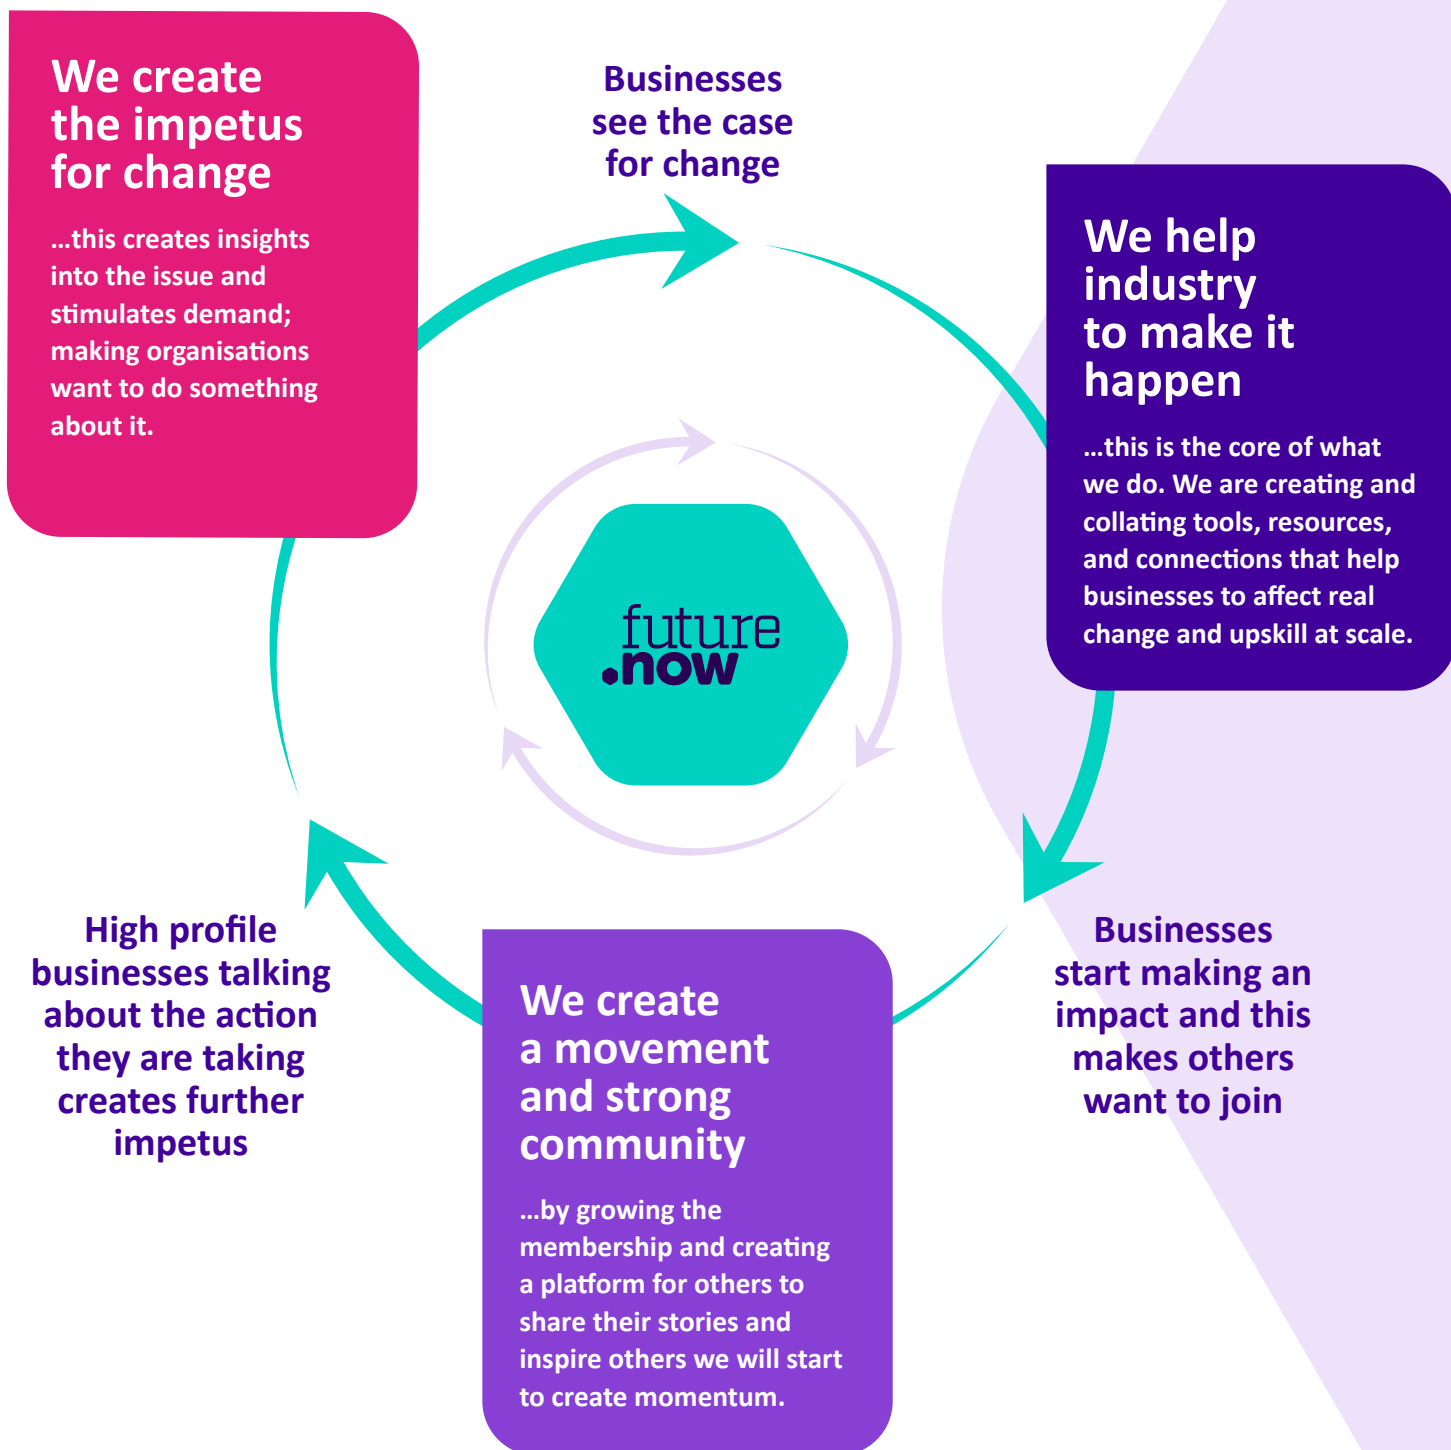 We create
the impetus
for change
...this creates insights
into the issue and
stimulates demand;
making organisations
want to do something
about it.
Businesses
see the case
for change
We help
industry
to make it
happen
...this is the core of what
we do. We are creating and
collating tools, resources,
and connections that help
businesses to affect real
change and upskill at scale.
future
.now
High profile
businesses talking
about the action
they are taking
creates further
impetus
We create
a movement
and strong
community
...by growing the
membership and creating
a platform for others to
share their stories and
inspire others we will start
to create momentum.
Businesses
start making an
impact and this
makes others
want to join